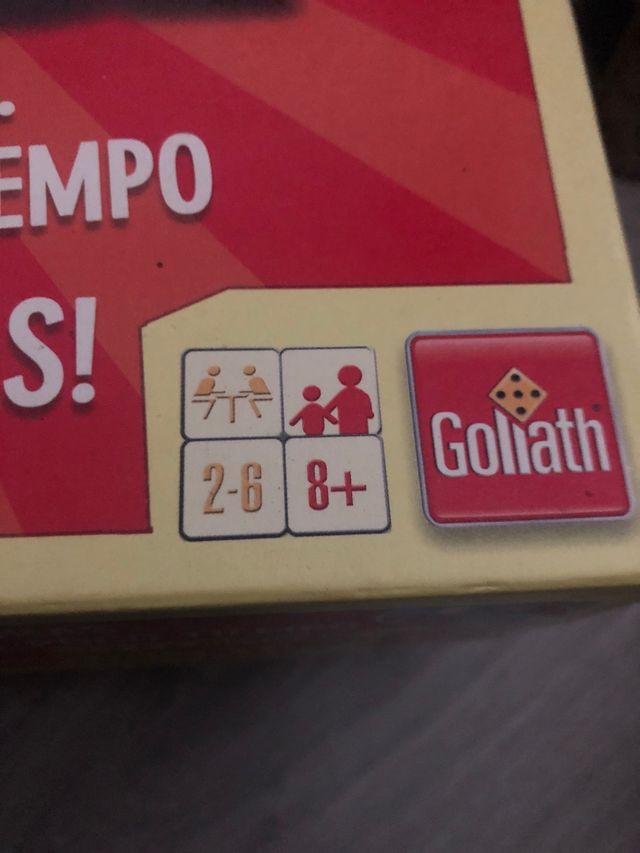 EMPO
S!
2-6
8+
Goliath